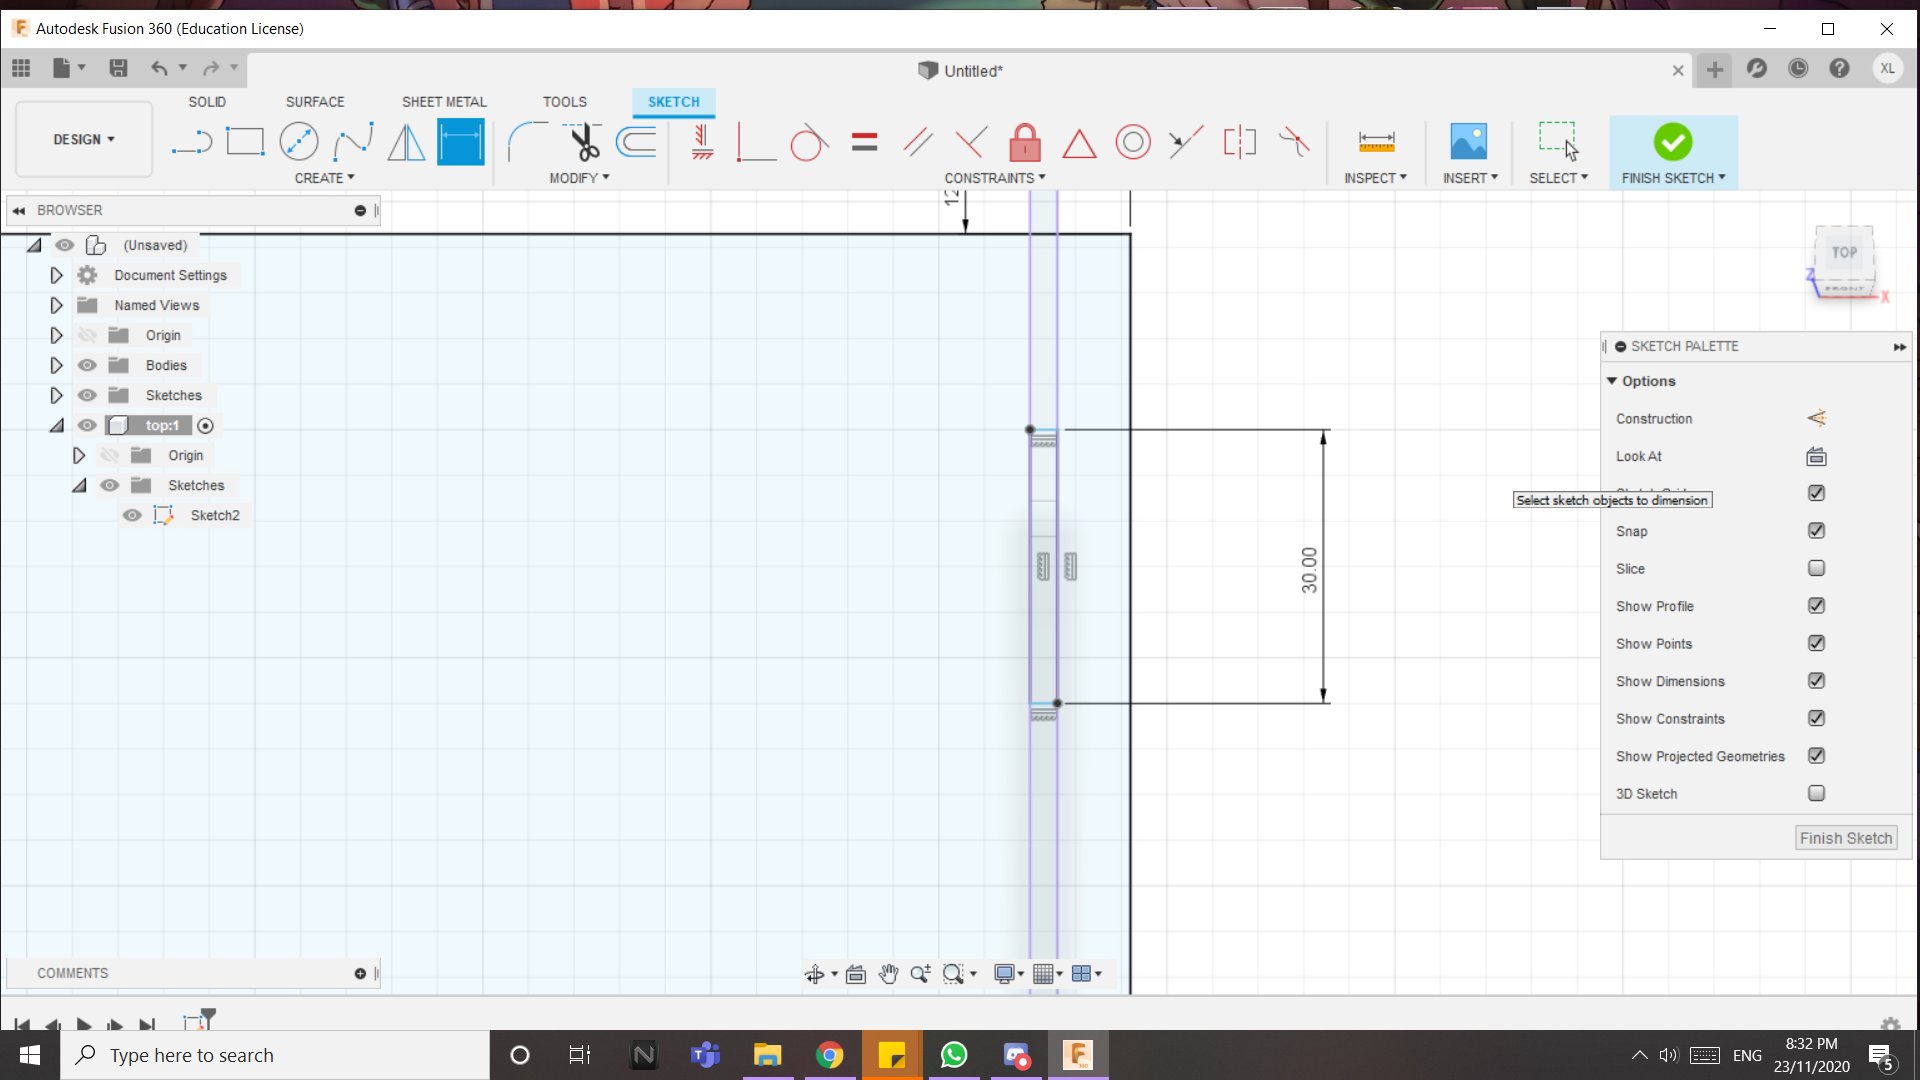 Autodesk Fusion 360 (Education License)
Untitled*
XL
SOLID
SURFACE
SHEET METAL
TOOLS
SKETCH
DESIGN
CREATE
MODIFY
CONSTRAINTS
INSPECT
INSERT
SELECT
FINISH SKETCH
BROWSER
(Unsaved)
Document Settings
Named Views
Origin
Bodies
Sketches
top:1
Origin
Sketches
Sketch2
12
30.00
TOP
FRONT
Z
X
SKETCH PALETTE
Options
Construction
Look At
Select sketch objects to dimension
Snap
Slice
Show Profile
Show Points
Show Dimensions
Show Constraints
Show Projected Geometries
3D Sketch
Finish Sketch
COMMENTS
Type here to search
ENG
8:32 PM
23/11/2020
5